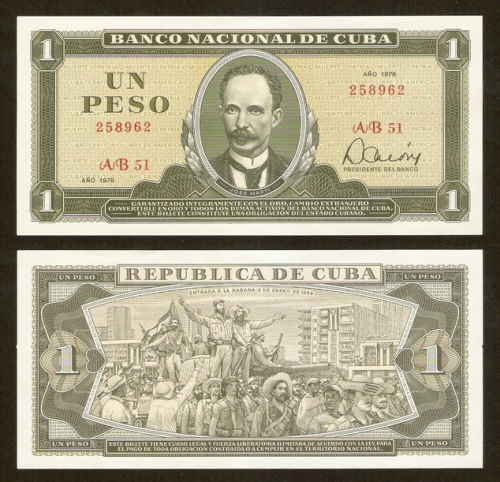 1 BANCO NACIONAL DE CUBA 1
UN
PESO
AÑO 1978
258962
258962
AB 51
AB 51
AÑO 1978
PRESIDENTE DEL BANCO
JOSE MARTI
1 1
GARANTIZADO INTEGRAMENTE CON EL ORO, CAMBIO EXTRANJERO
CONVERTIBLE EN ORO Y TODOS LOS DEMAS ACTIVOS DEL BANCO NACIONAL DE CUBA.
ESTE BILLETE CONSTITUYE UNA OBLIGACION DEL ESTADO CUBANO.
REPUBLICA DE CUBA
UN PESO UN PESO
ENTRADA A LA HABANA 8 DE ENERO DE 1959
1 1
UN PESO UN PESO
ESTE BILLETE TIENE CURSO LEGAL Y FUERZA LIBERATORIA ILIMITADA, DE ACUERDO CON LA LEY, PARA
EL PAGO DE TODA OBLIGACION CONTRAIDA O A CUMPLIR EN EL TERRITORIO NACIONAL.